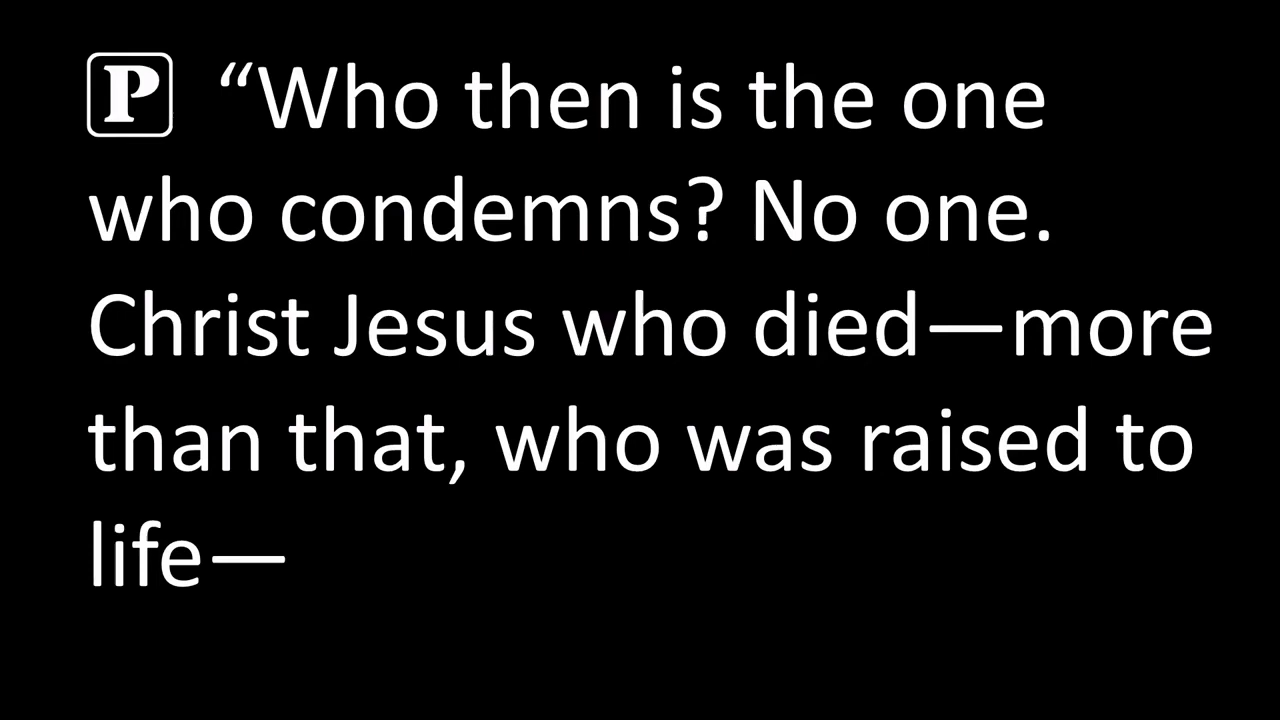 P “Who then is the one
who condemns? No one.
Christ Jesus who died—more
than that, who was raised to
life—